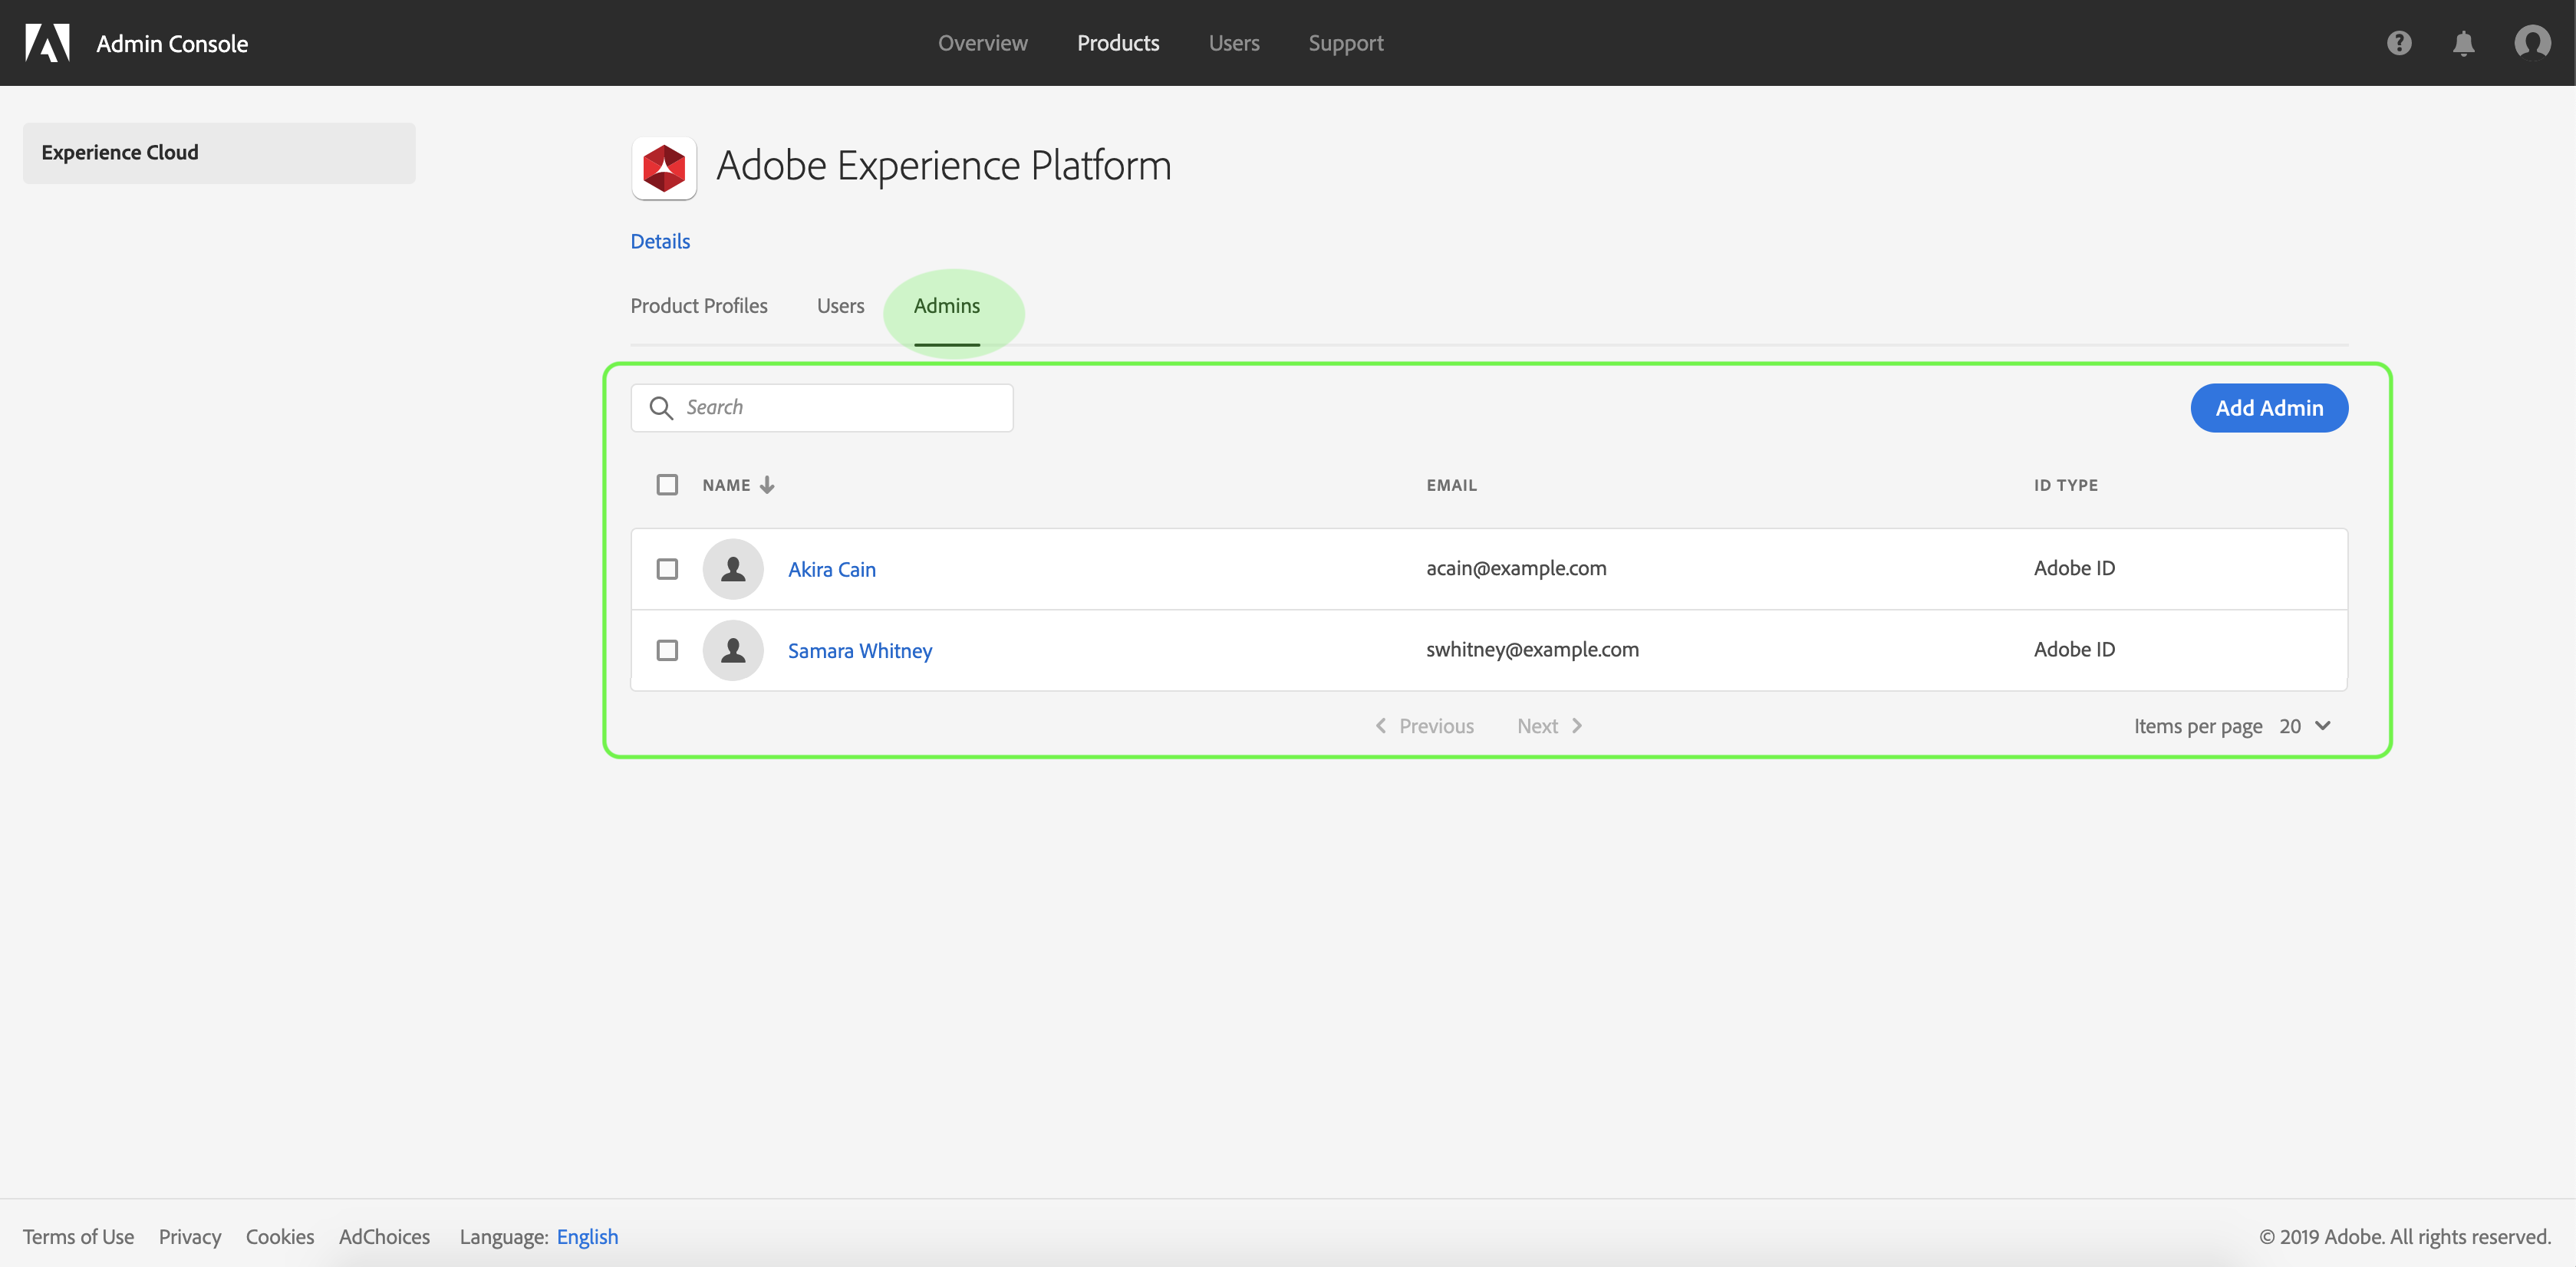 Admin Console
Overview Products Users Support
Experience Cloud
Adobe Experience Platform
Details
Product Profiles Users Admins
Search
Add Admin
NAME EMAIL ID TYPE
Akira Cain acain@example.com Adobe ID
Samara Whitney swhitney@example.com Adobe ID
Previous Next Items per page 20
Terms of Use Privacy Cookies AdChoices Language: English © 2019 Adobe. All rights reserved.